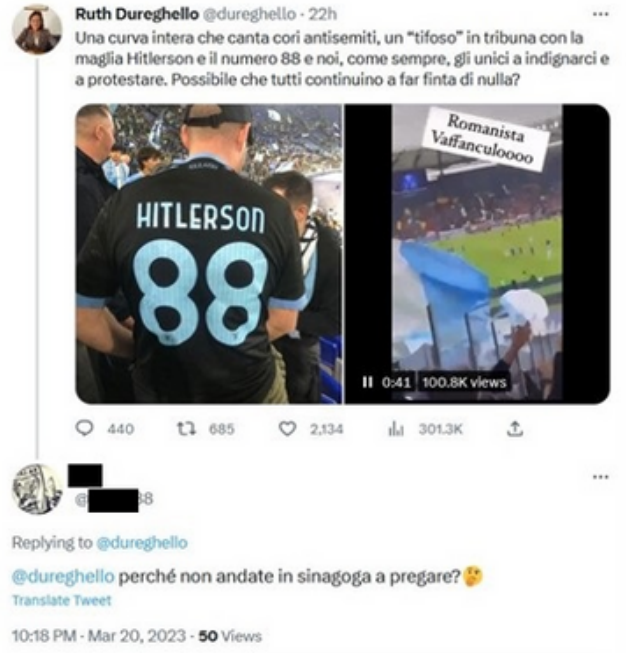 Ruth Dureghello @dureghello · 22h
Una curva intera che canta cori antisemiti, un “tifoso” in tribuna con la
maglia Hitlerson e il numero 88 e noi, come sempre, gli unici a indignarci e
a protestare. Possibile che tutti continuino a far finta di nulla?
HITLERSON
88
Romanista
Vaffanculoooo
0:41 100.8K views
440 685 2,134 301.3K
@ 38
Replying to @dureghello
@dureghello perché non andate in sinagoga a pregare?🤔
Translate Tweet
10:18 PM · Mar 20, 2023 · 50 Views